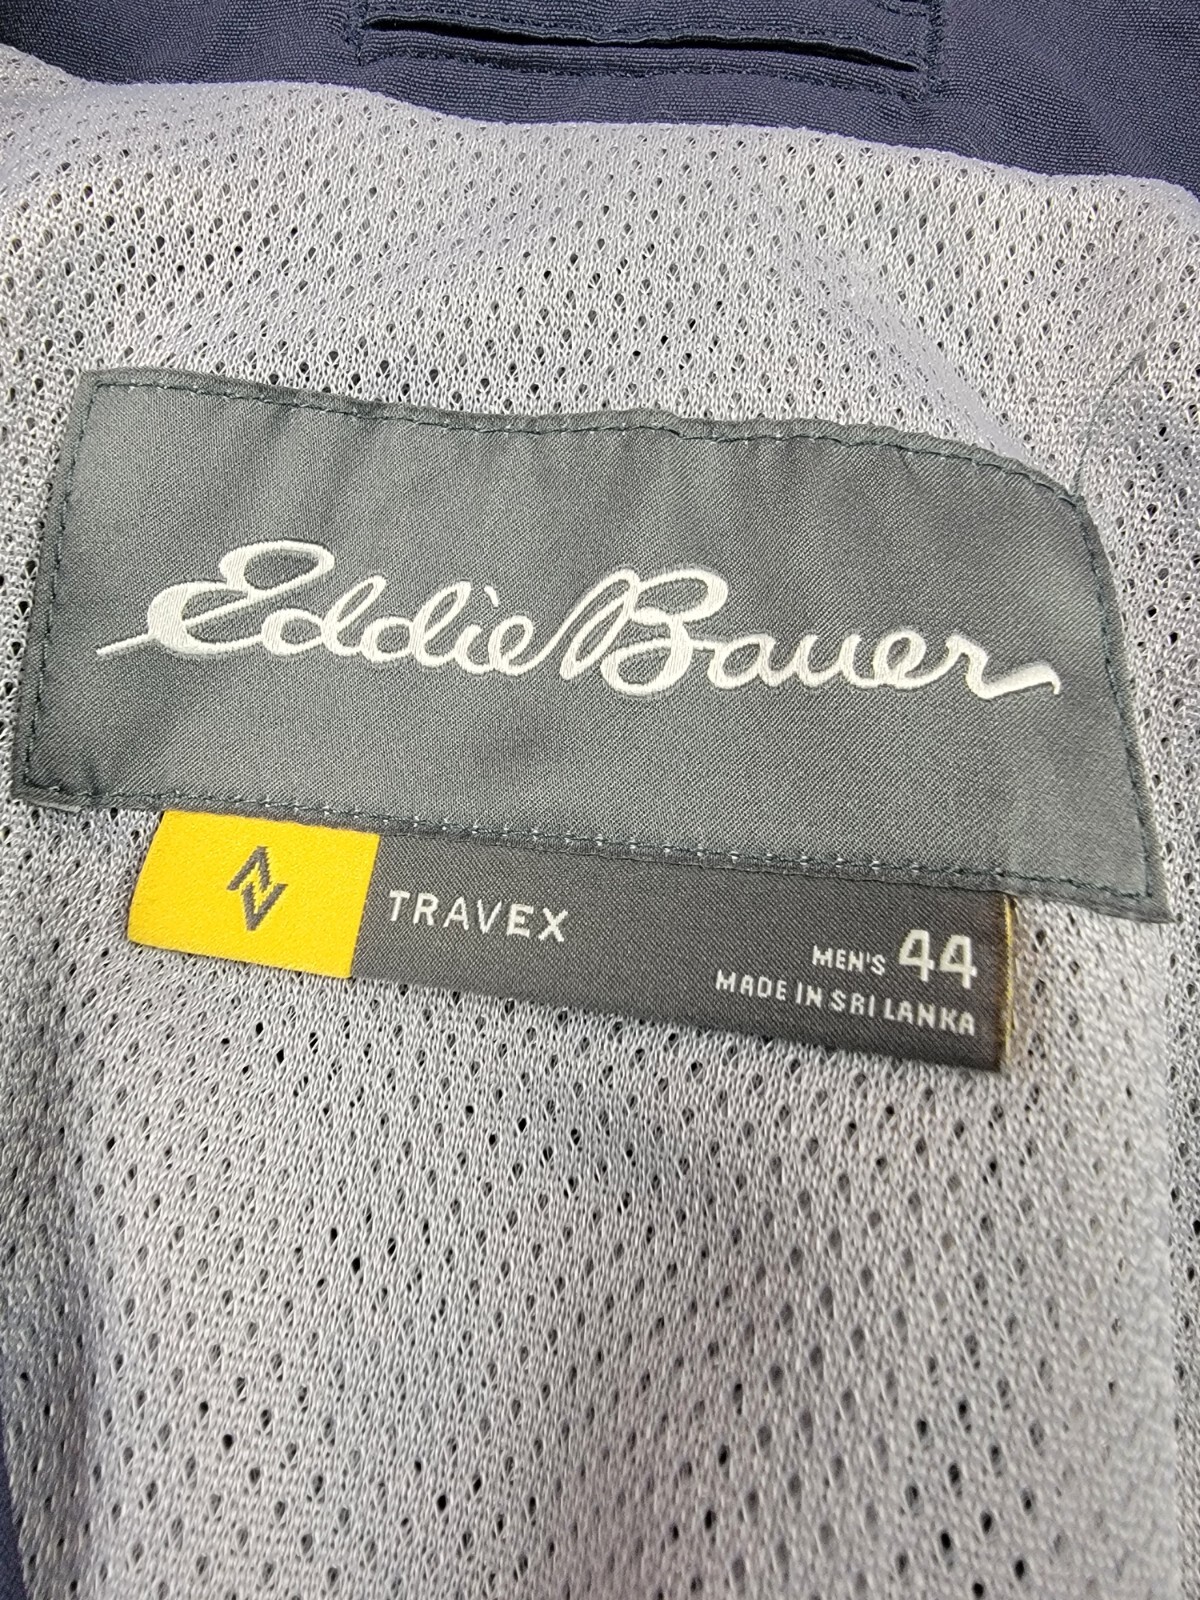 Eddie Bauer
TRAVEX
MEN'S 44
MADE IN SRI LANKA